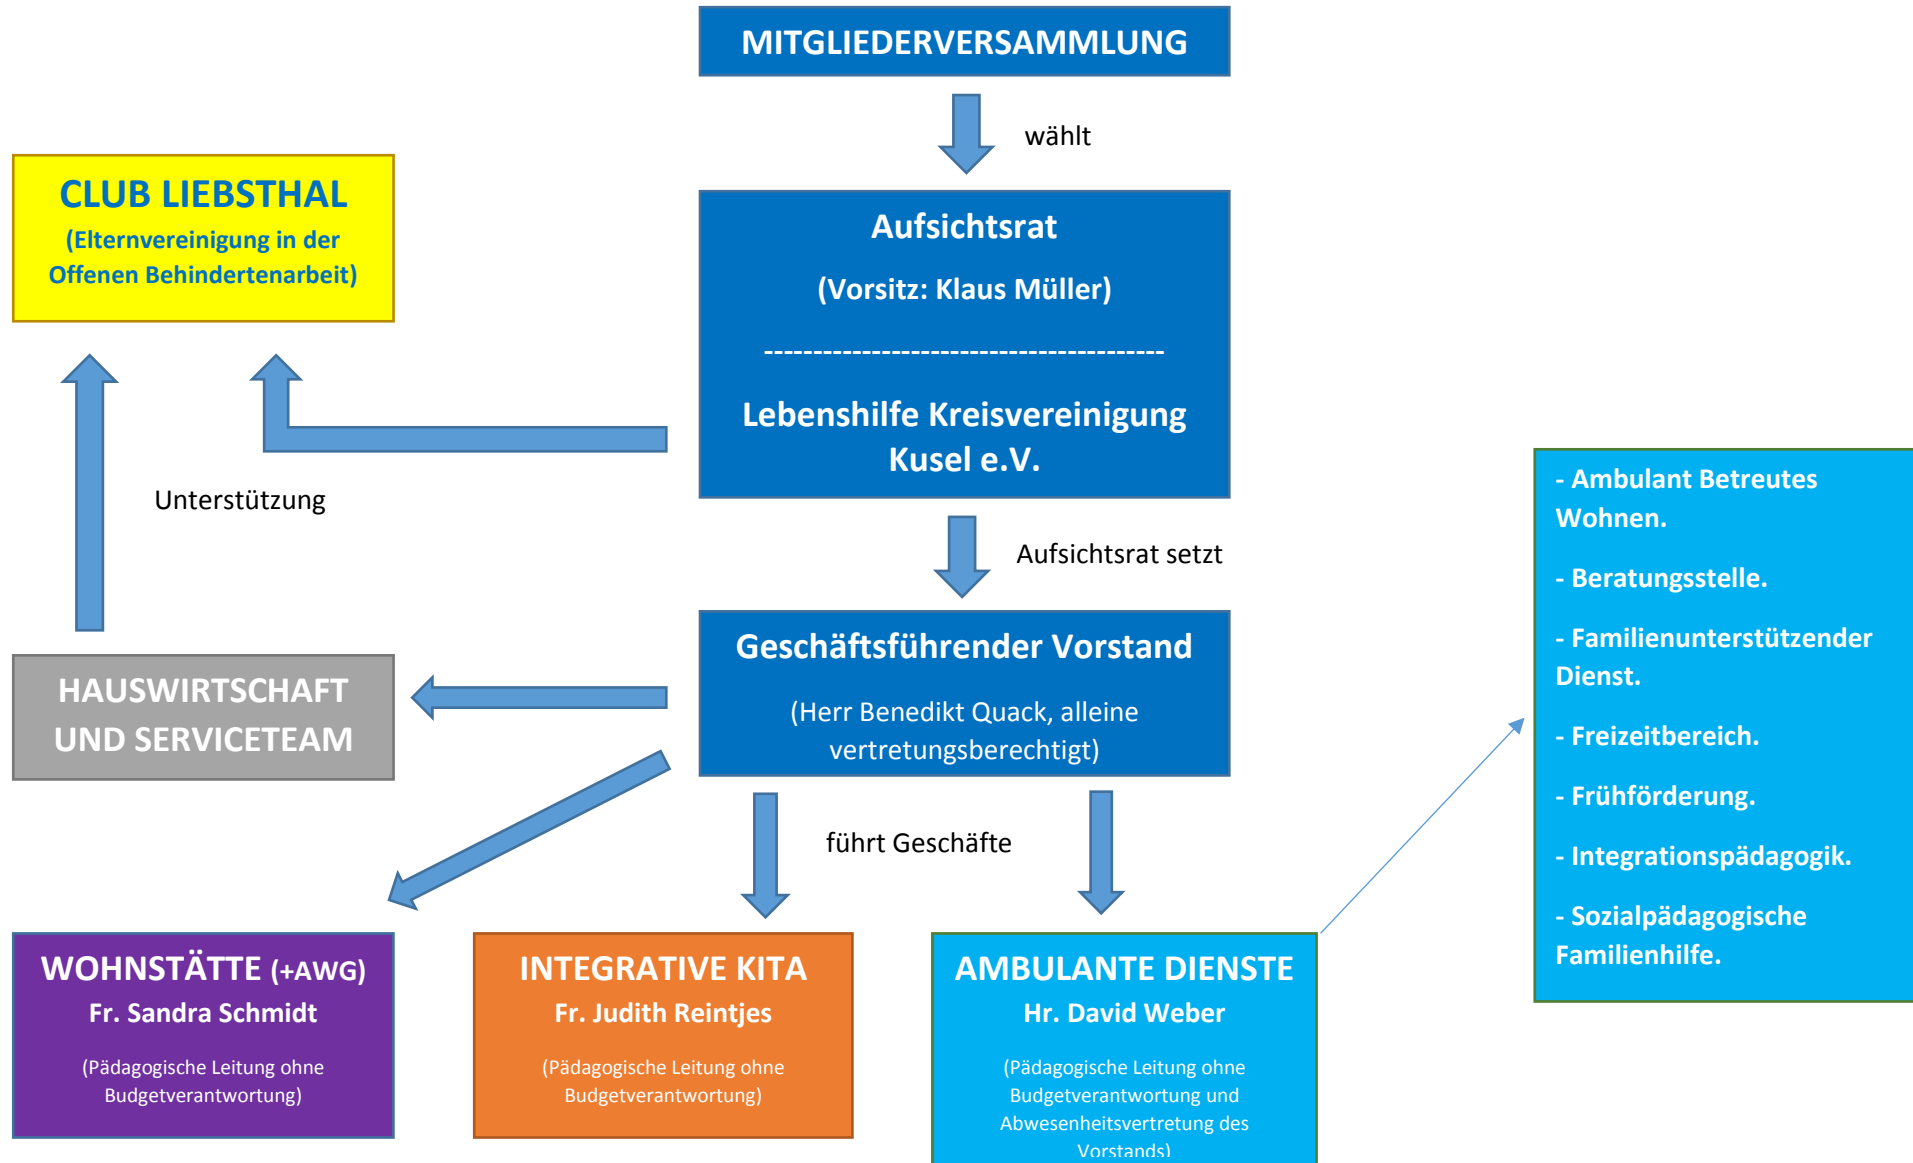 MITGLIEDERVERSAMMLUNG
wählt
CLUB LIEBSTHAL
(Elternvereinigung in der
Offenen Behindertenarbeit)
Aufsichtsrat
(Vorsitz: Klaus Müller)
-----------------------------------------
Lebenshilfe Kreisvereinigung
Kusel e.V.
Unterstützung
Aufsichtsrat setzt
Geschäftsführender Vorstand
(Herr Benedikt Quack, alleine
vertretungsberechtigt)
HAUSWIRTSCHAFT
UND SERVICETEAM
führt Geschäfte
WOHNSTÄTTE (+AWG)
Fr. Sandra Schmidt
(Pädagogische Leitung ohne
Budgetverantwortung)
INTEGRATIVE KITA
Fr. Judith Reintjes
(Pädagogische Leitung ohne
Budgetverantwortung)
AMBULANTE DIENSTE
Hr. David Weber
(Pädagogische Leitung ohne
Budgetverantwortung und
Abwesenheitsvertretung des
Vorstands)
- Ambulant Betreutes
Wohnen.
- Beratungsstelle.
- Familienunterstützender
Dienst.
- Freizeitbereich.
- Frühförderung.
- Integrationspädagogik.
- Sozialpädagogische
Familienhilfe.